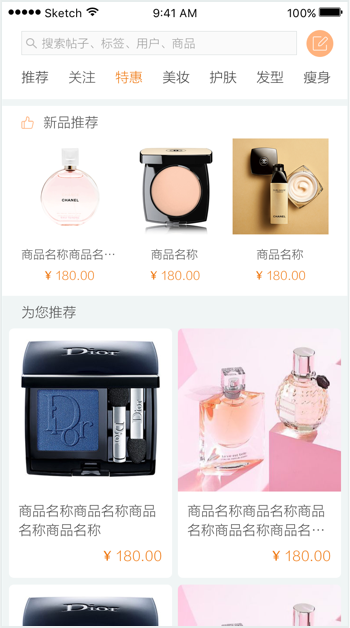 Sketch 9:41 AM 100%
搜索帖子、标签、用户、商品
推荐 关注 特惠 美妆 护肤 发型 瘦身
新品推荐
CHANEL
商品名称商品名… 商品名称 商品名称
¥ 180.00 ¥ 180.00 ¥ 180.00
为您推荐
Dior
Dior
商品名称商品名称商品 商品名称商品名称商品
名称商品名称 名称商品名称商品名…
¥ 180.00 ¥ 180.00
Dior